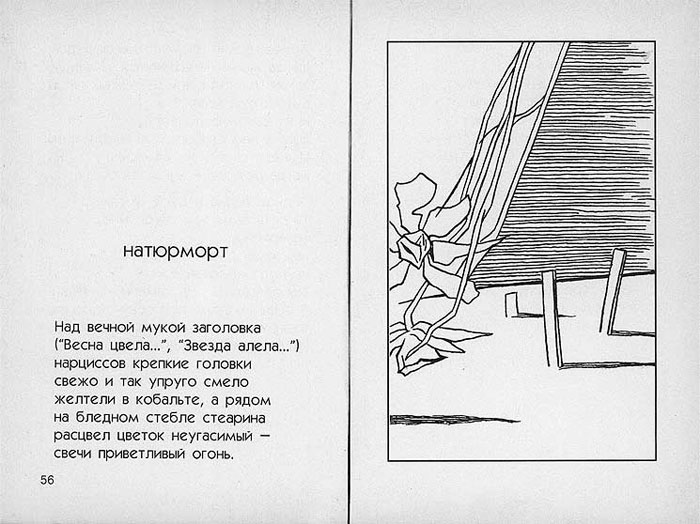 натюрморт
Над вечной мукой заголовка
("Весна цвела...", "Звезда алела...")
нарциссов крепкие головки
свежо и так упруго смело
желтели в кобальте, а рядом
на бледном стебле стеарина
расцвел цветок неугасимый –
свечи приветливый огонь.
56